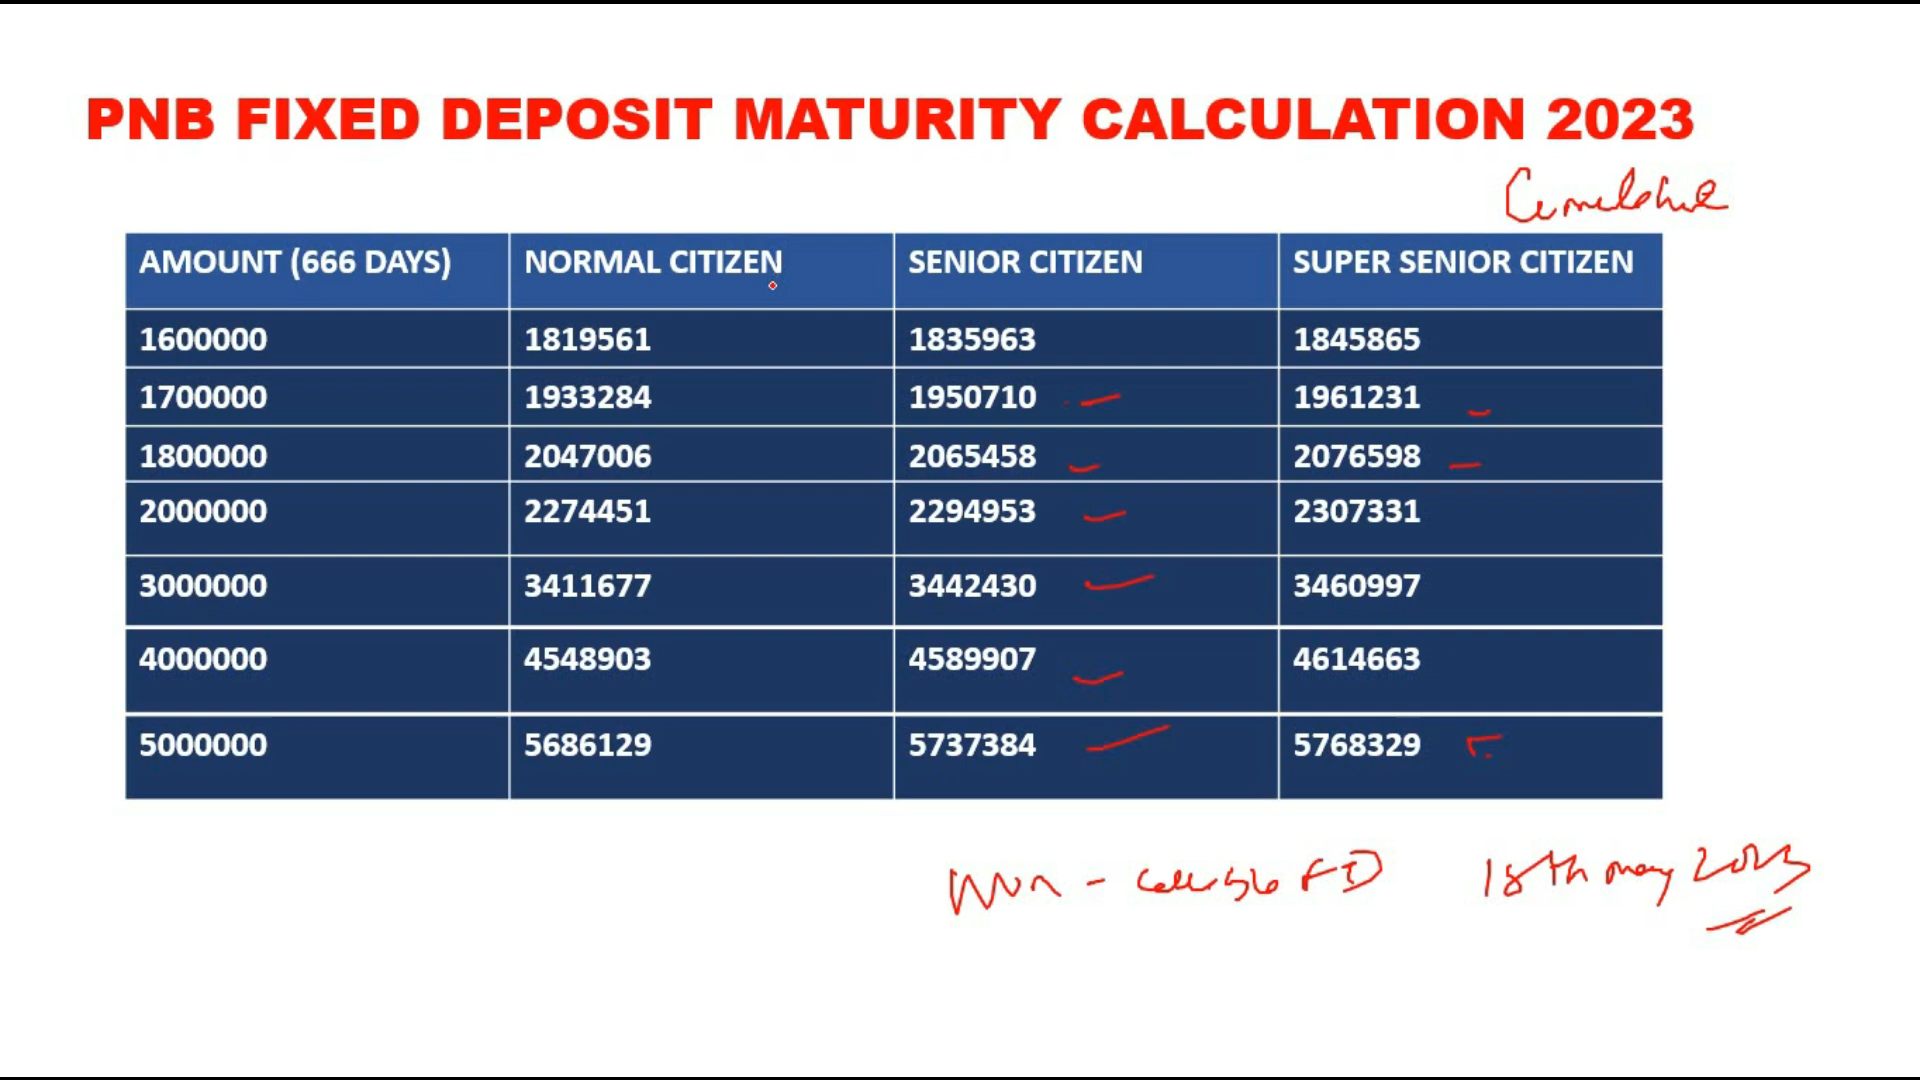 PNB FIXED DEPOSIT MATURITY CALCULATION 2023
Cumulative
AMOUNT (666 DAYS) NORMAL CITIZEN SENIOR CITIZEN SUPER SENIOR CITIZEN
1600000 1819561 1835963 1845865
1700000 1933284 1950710 1961231
1800000 2047006 2065458 2076598
2000000 2274451 2294953 2307331
3000000 3411677 3442430 3460997
4000000 4548903 4589907 4614663
5000000 5686129 5737384 5768329
Non - FD 18th may 2023